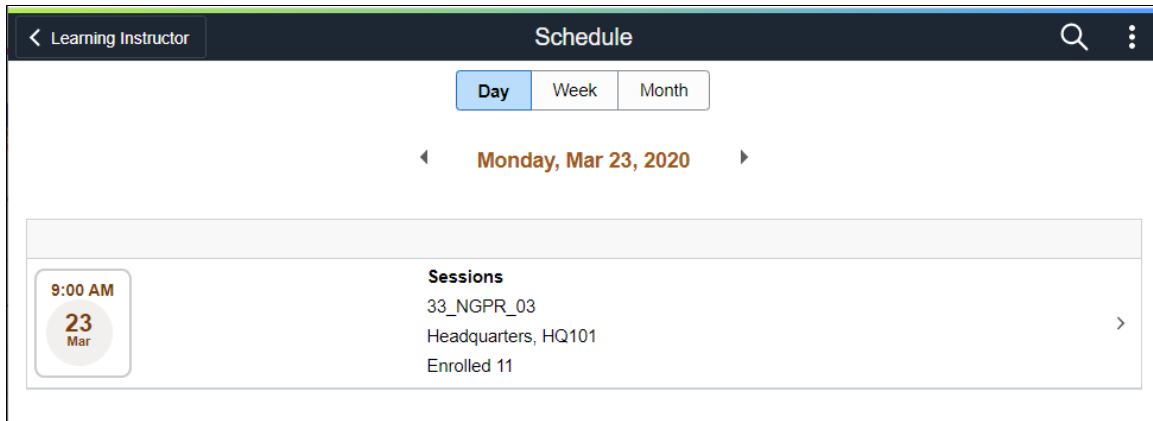 Learning Instructor
Schedule
Day Week Month
Monday, Mar 23, 2020
9:00 AM
23
Mar
Sessions
33_NGPR_03
Headquarters, HQ101
Enrolled 11